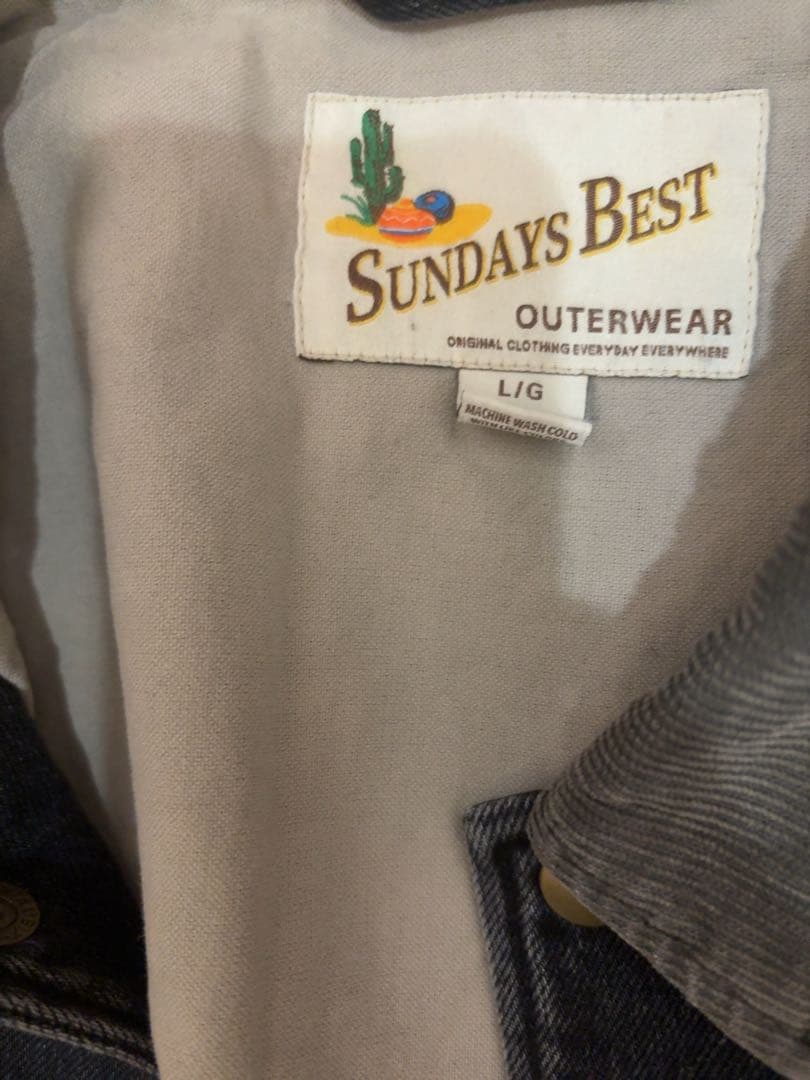 SUNDAYS BEST
OUTERWEAR
ORIGINAL CLOTHING EVERYDAY EVERYWHERE
L/G
MACHINE WASH COLD